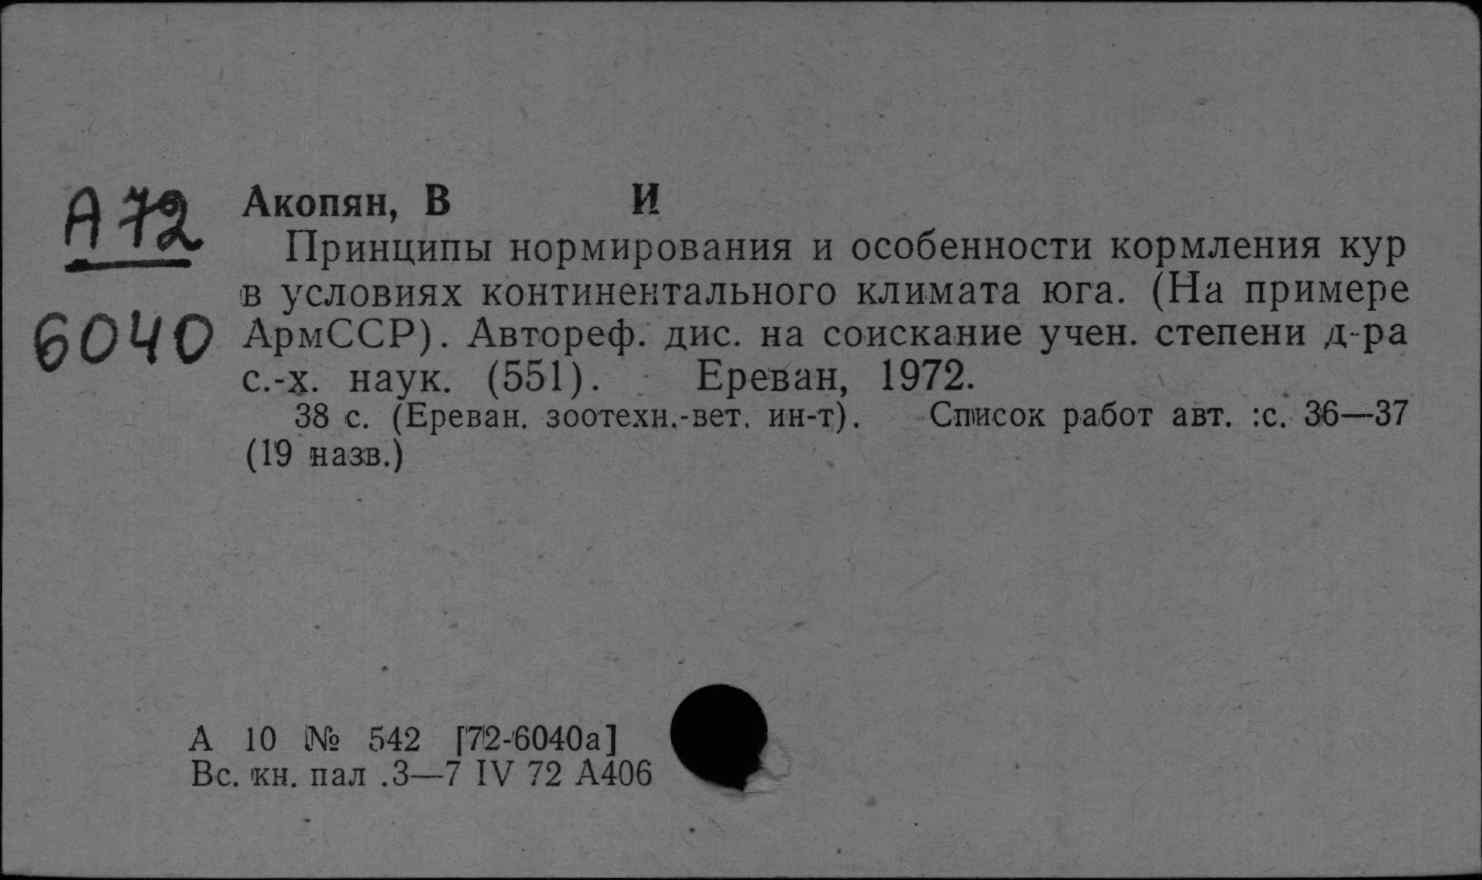 А 72
6040
Акопян, В И
Принципы нормирования и особенности кормления кур
в условиях континентального климата юга. (На примере
АрмССР). Автореф. дис. на соискание учен. степени д-ра
с.-х. наук. (551). Ереван, 1972.
38 с. (Ереван. зоотехн.-вет. ин-т). Список работ авт. :с. 36—37
(19 назв.)
А 10 № 542 [72-6040а]
Вс. кн. пал .3—7 IV 72 А406